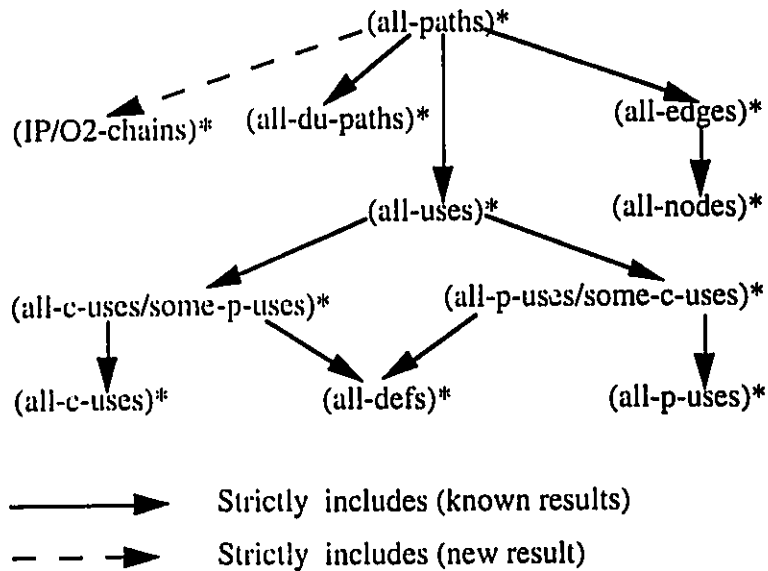 (all-paths)*
(IP/O2-chains)* (all-du-paths)* (all-edges)*
(all-uses)* (all-nodes)*
(all-c-uses/some-p-uses)* (all-p-uses/some-c-uses)*
(all-c-uses)* (all-defs)* (all-p-uses)*
Strictly includes (known results)
Strictly includes (new result)